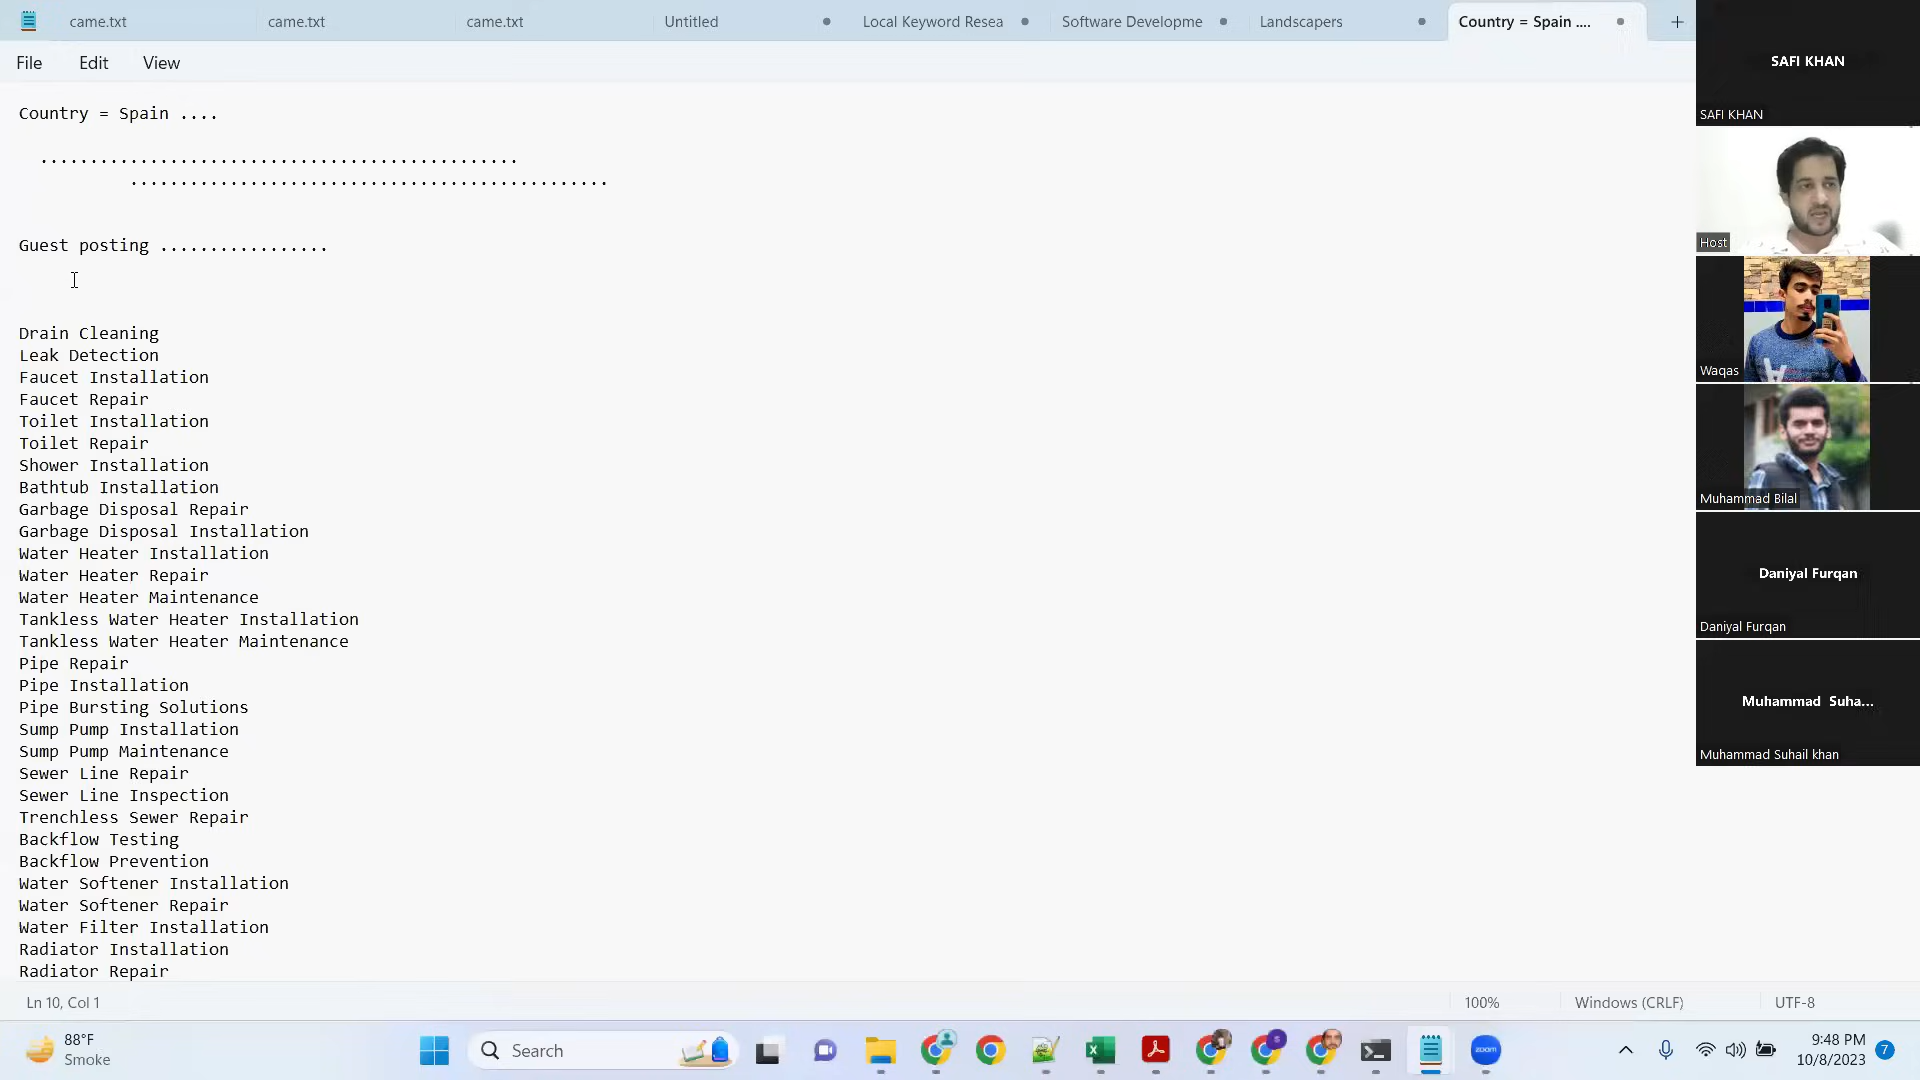 came.txt
came.txt
came.txt
Untitled
Local Keyword Resea
Software Developme
Landscapers
Country = Spain ....
File
Edit
View
Country = Spain ....
................................................
................................................
Guest posting .................
Drain Cleaning
Leak Detection
Faucet Installation
Faucet Repair
Toilet Installation
Toilet Repair
Shower Installation
Bathtub Installation
Garbage Disposal Repair
Garbage Disposal Installation
Water Heater Installation
Water Heater Repair
Water Heater Maintenance
Tankless Water Heater Installation
Tankless Water Heater Maintenance
Pipe Repair
Pipe Installation
Pipe Bursting Solutions
Sump Pump Installation
Sump Pump Maintenance
Sewer Line Repair
Sewer Line Inspection
Trenchless Sewer Repair
Backflow Testing
Backflow Prevention
Water Softener Installation
Water Softener Repair
Water Filter Installation
Radiator Installation
Radiator Repair
Ln 10, Col 1
100%
Windows (CRLF)
UTF-8
SAFI KHAN
SAFI KHAN
Host
Waqas
Muhammad Bilal
Daniyal Furqan
Daniyal Furqan
Muhammad Suha...
Muhammad Suhail khan
88°F
Smoke
Search
zoom
9:48 PM
10/8/2023
7